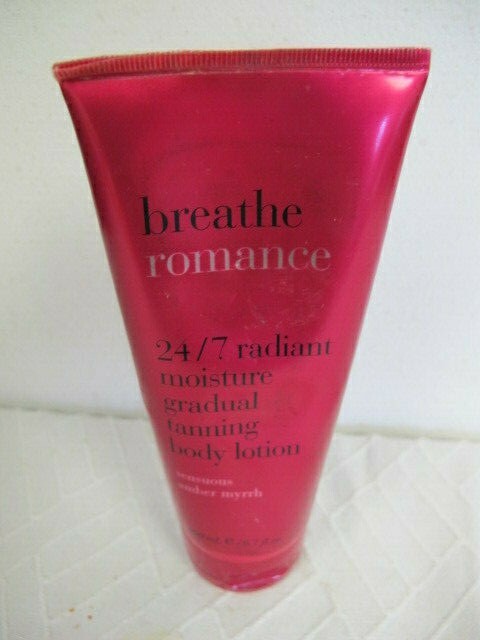 breathe
romance
24/7 radiant
moisture
gradual
tanning
body lotion
sensuous
amber myrrh